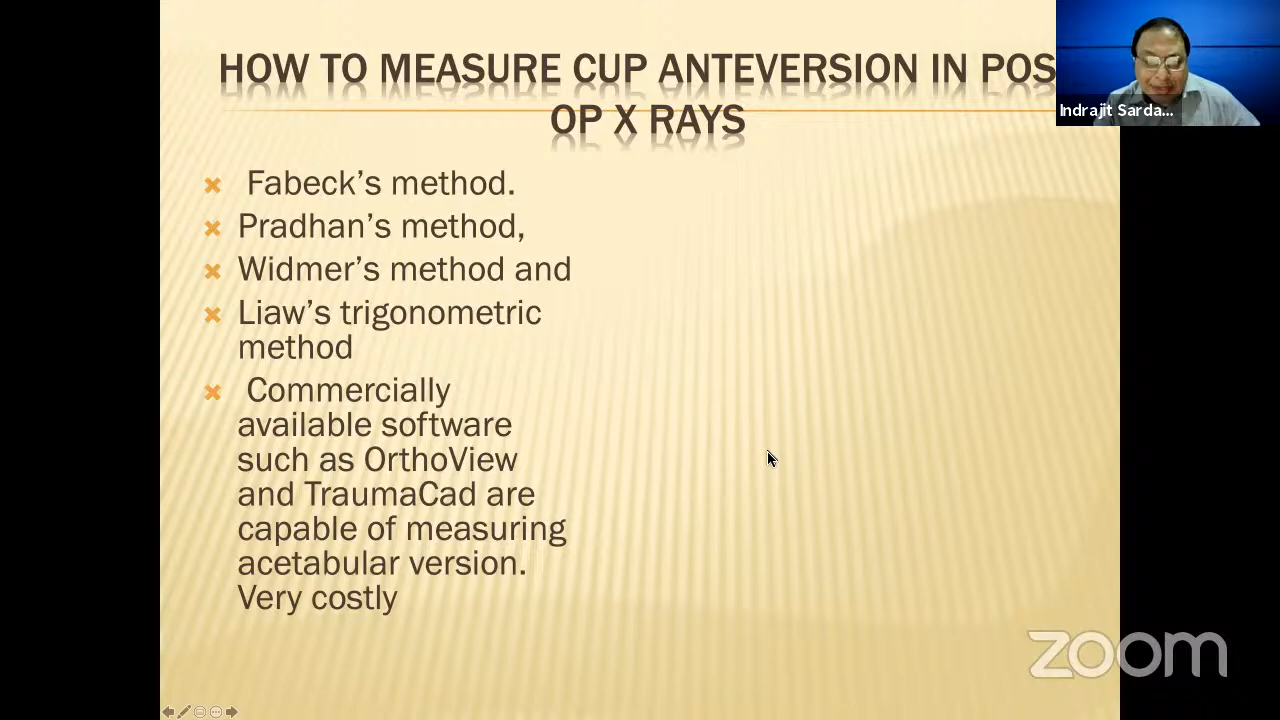 HOW TO MEASURE CUP ANTEVERSION IN POS
OP X RAYS
Indrajit Sarda...
Fabeck's method.
Pradhan's method,
Widmer's method and
Liaw's trigonometric
method
Commercially
available software
such as OrthoView
and TraumaCad are
capable of measuring
acetabular version.
Very costly
zoom